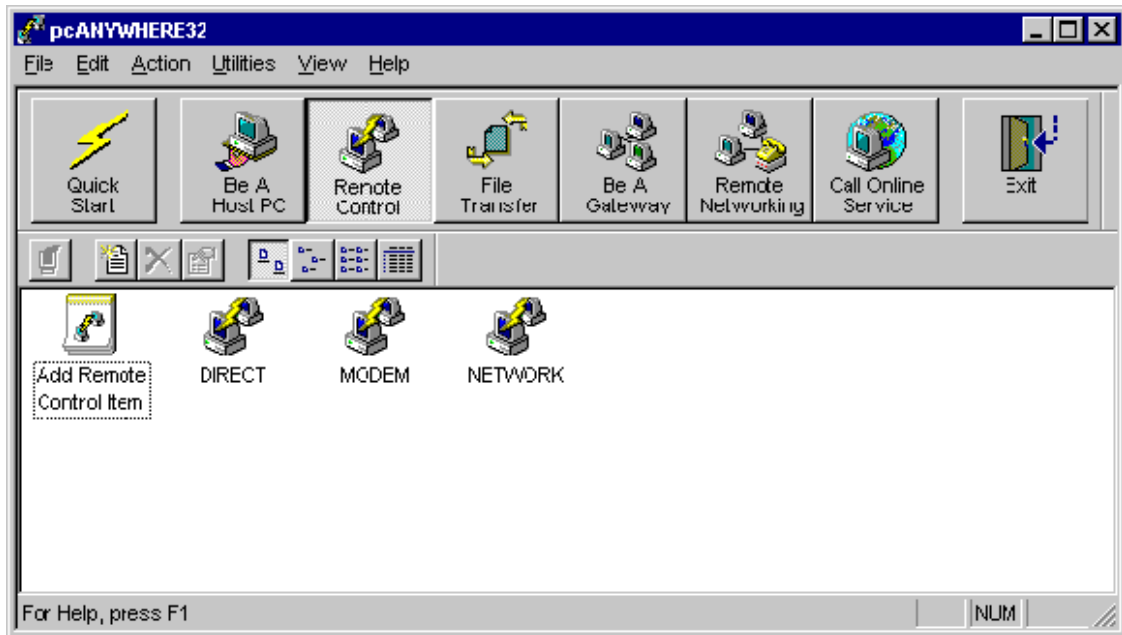 pcANYWHERE32
File Edit Action Utilities View Help
Quick Start
Be A Host PC
Remote Control
File Transfer
Be A Gateway
Remote Networking
Call Online Service
Exit
Add Remote Control Item
DIRECT
MODEM
NETWORK
For Help, press F1
NUM